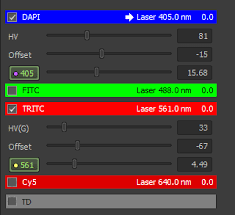 DAPI Laser 405.0 nm 0.0
HV 81
Offset -15
405 15.68
FITC Laser 488.0 nm 0.0
TRITC Laser 561.0 nm 0.0
HV(G) 33
Offset -67
561 4.49
Cy5 Laser 640.0 nm 0.0
TD